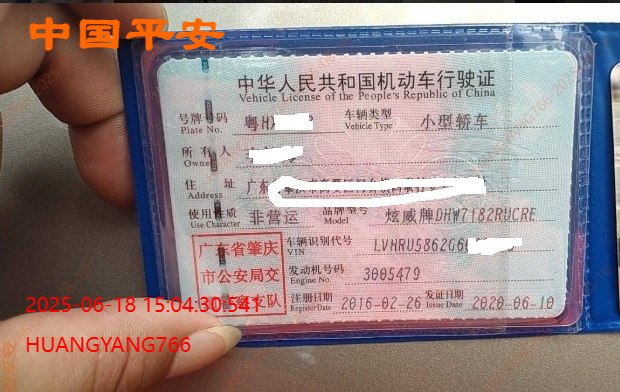 中国平安
中华人民共和国机动车行驶证
Vehicle License of the People's Republic of China
号牌号码 粤H 车辆类型 小型轿车
Plate No. Vehicle Type
所有人
Owner
住址 广东
Address
使用性质 非营运 品牌型号 炫威牌DHW7182RUCRE
Use Character Model
广东省肇庆 车辆识别代号 LVHRU5862G6
VIN
市公安局交 发动机号码 3005479
Engine No.
支队 注册日期 2016-02-26 发证日期 2020-06-10
Register Date Issue Date
2025-06-18 15:04:30:541
HUANGYANG766